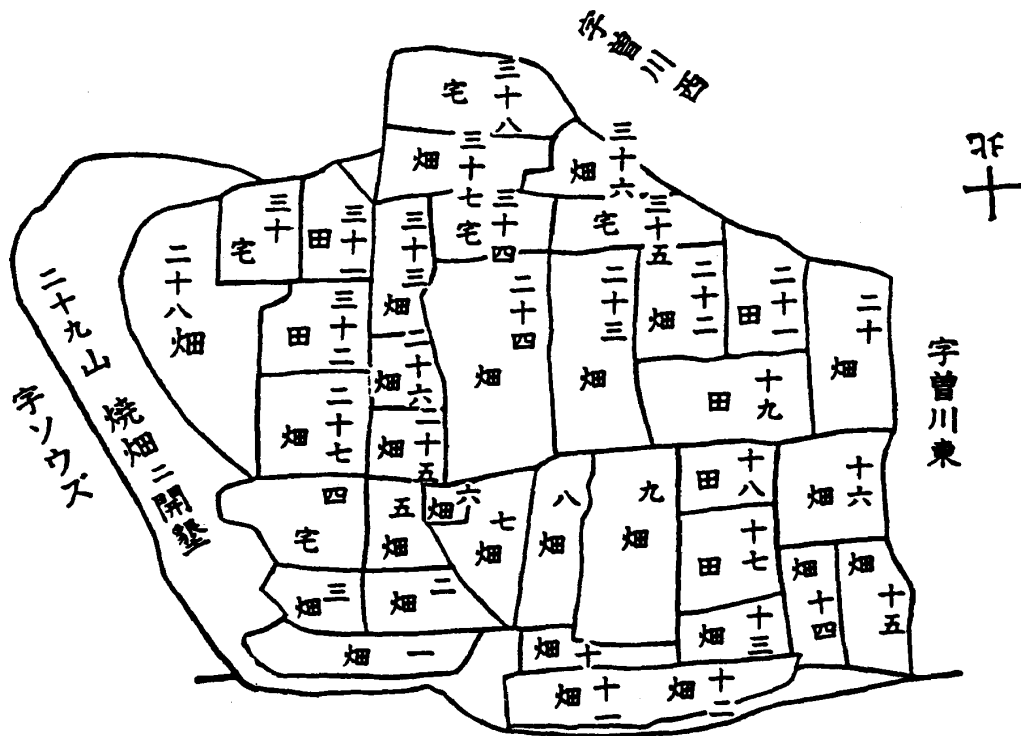 字曽川西
北
三十八
宅
三十七
畑
三十六
畑
三十五
宅
三十四
宅
三十三
畑
三十一
田
三十
宅
二十八畑
二十九山 焼畑ニ開墾
字ソウズ
三十二
田
二十七
畑
二十六
畑
二十五
畑
二十四
畑
二十三
畑
二十二
畑
二十一
田
二十
畑
字曽川東
十九
田
十八
田
十七
田
十六
畑
十五
畑
畑十四
十三
畑
十二
畑
十一
畑
十
畑
九
畑
八
畑
七
畑
六
畑
五
畑
四
宅
三
畑
二
畑
一
畑